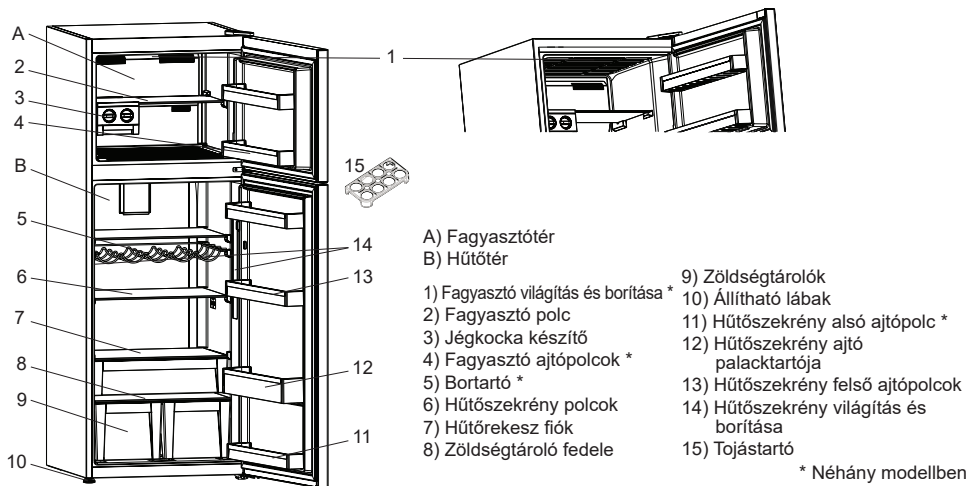 A
2
3
4
B
5
6
7
8
9
10
1
15
14
13
12
11
A) Fagyasztótér
B) Hűtőtér
1) Fagyasztó világítás és borítása *
2) Fagyasztó polc
3) Jégkocka készítő
4) Fagyasztó ajtópolcok *
5) Bortartó *
6) Hűtőszekrény polcok
7) Hűtőrekesz fiók
8) Zöldségtároló fedele
9) Zöldségtárolók
10) Állítható lábak
11) Hűtőszekrény alsó ajtópolc *
12) Hűtőszekrény ajtó
palacktartója
13) Hűtőszekrény felső ajtópolcok
14) Hűtőszekrény világítás és
borítása
15) Tojástartó
* Néhány modellben